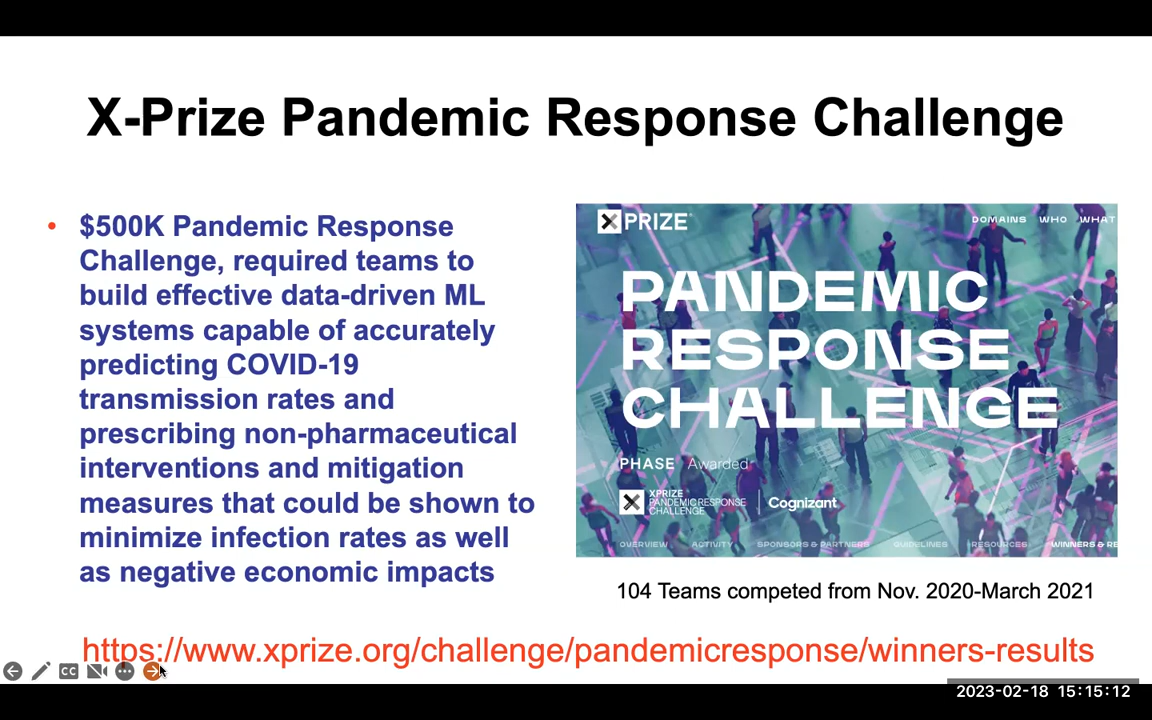 X-Prize Pandemic Response Challenge
• $500K Pandemic Response
Challenge, required teams to
build effective data-driven ML
systems capable of accurately
predicting COVID-19
transmission rates and
prescribing non-pharmaceutical
interventions and mitigation
measures that could be shown to
minimize infection rates as well
as negative economic impacts
XPRIZE
DOMAINS WHO WHAT
PANDEMIC
RESPONSE
CHALLENGE
PHASE Awarded
XPRIZE
PANDEMIC RESPONSE
CHALLENGE
Cognizant
OVERVIEW ACTIVITY SPONSORS & PARTNERS GUIDELINES RESOURCES WINNERS & RE
104 Teams competed from Nov. 2020-March 2021
https://www.xprize.org/challenge/pandemicresponse/winners-results
CC
2023-02-18 15:15:12